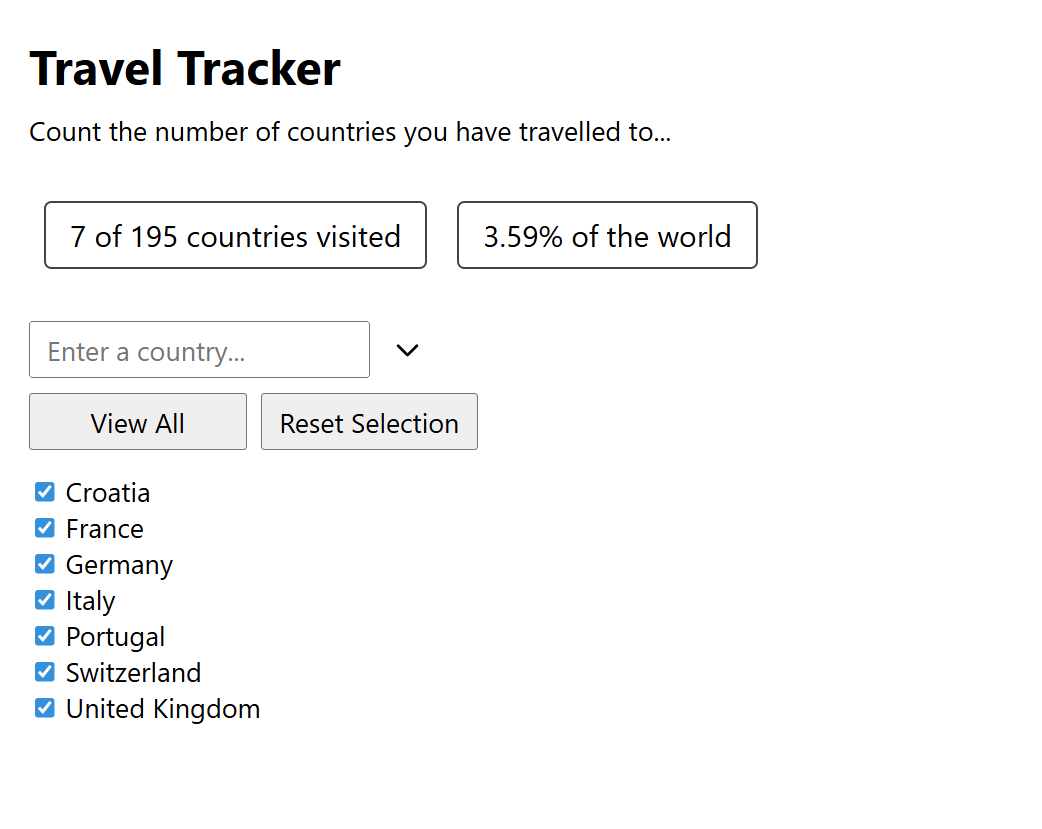 Travel Tracker
Count the number of countries you have travelled to...
7 of 195 countries visited 3.59% of the world
Enter a country...
View All Reset Selection
Croatia
France
Germany
Italy
Portugal
Switzerland
United Kingdom